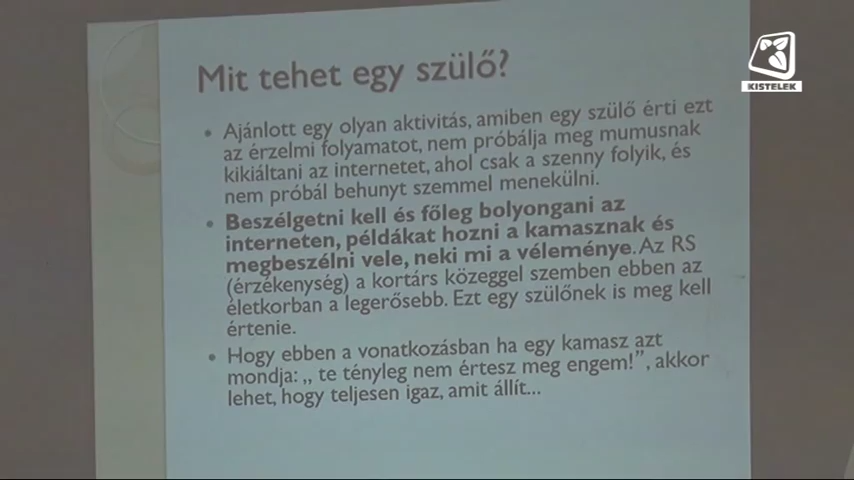 KISTELEK
Mit tehet egy szülő?
• Ajánlott egy olyan aktivitás, amiben egy szülő érti ezt
az érzelmi folyamatot, nem próbálja meg mumusnak
kikiáltani az internetet, ahol csak a szenny folyik, és
nem próbál behunyt szemmel menekülni.
• Beszélgetni kell és főleg bolyongani az
interneten, példákat hozni a kamasznak és
megbeszélni vele, neki mi a véleménye. Az RS
(érzékenység) a kortárs közeggel szemben ebben az
életkorban a legerősebb. Ezt egy szülőnek is meg kell
értenie.
• Hogy ebben a vonatkozásban ha egy kamasz azt
mondja: „ te tényleg nem értesz meg engem!”, akkor
lehet, hogy teljesen igaz, amit állít...